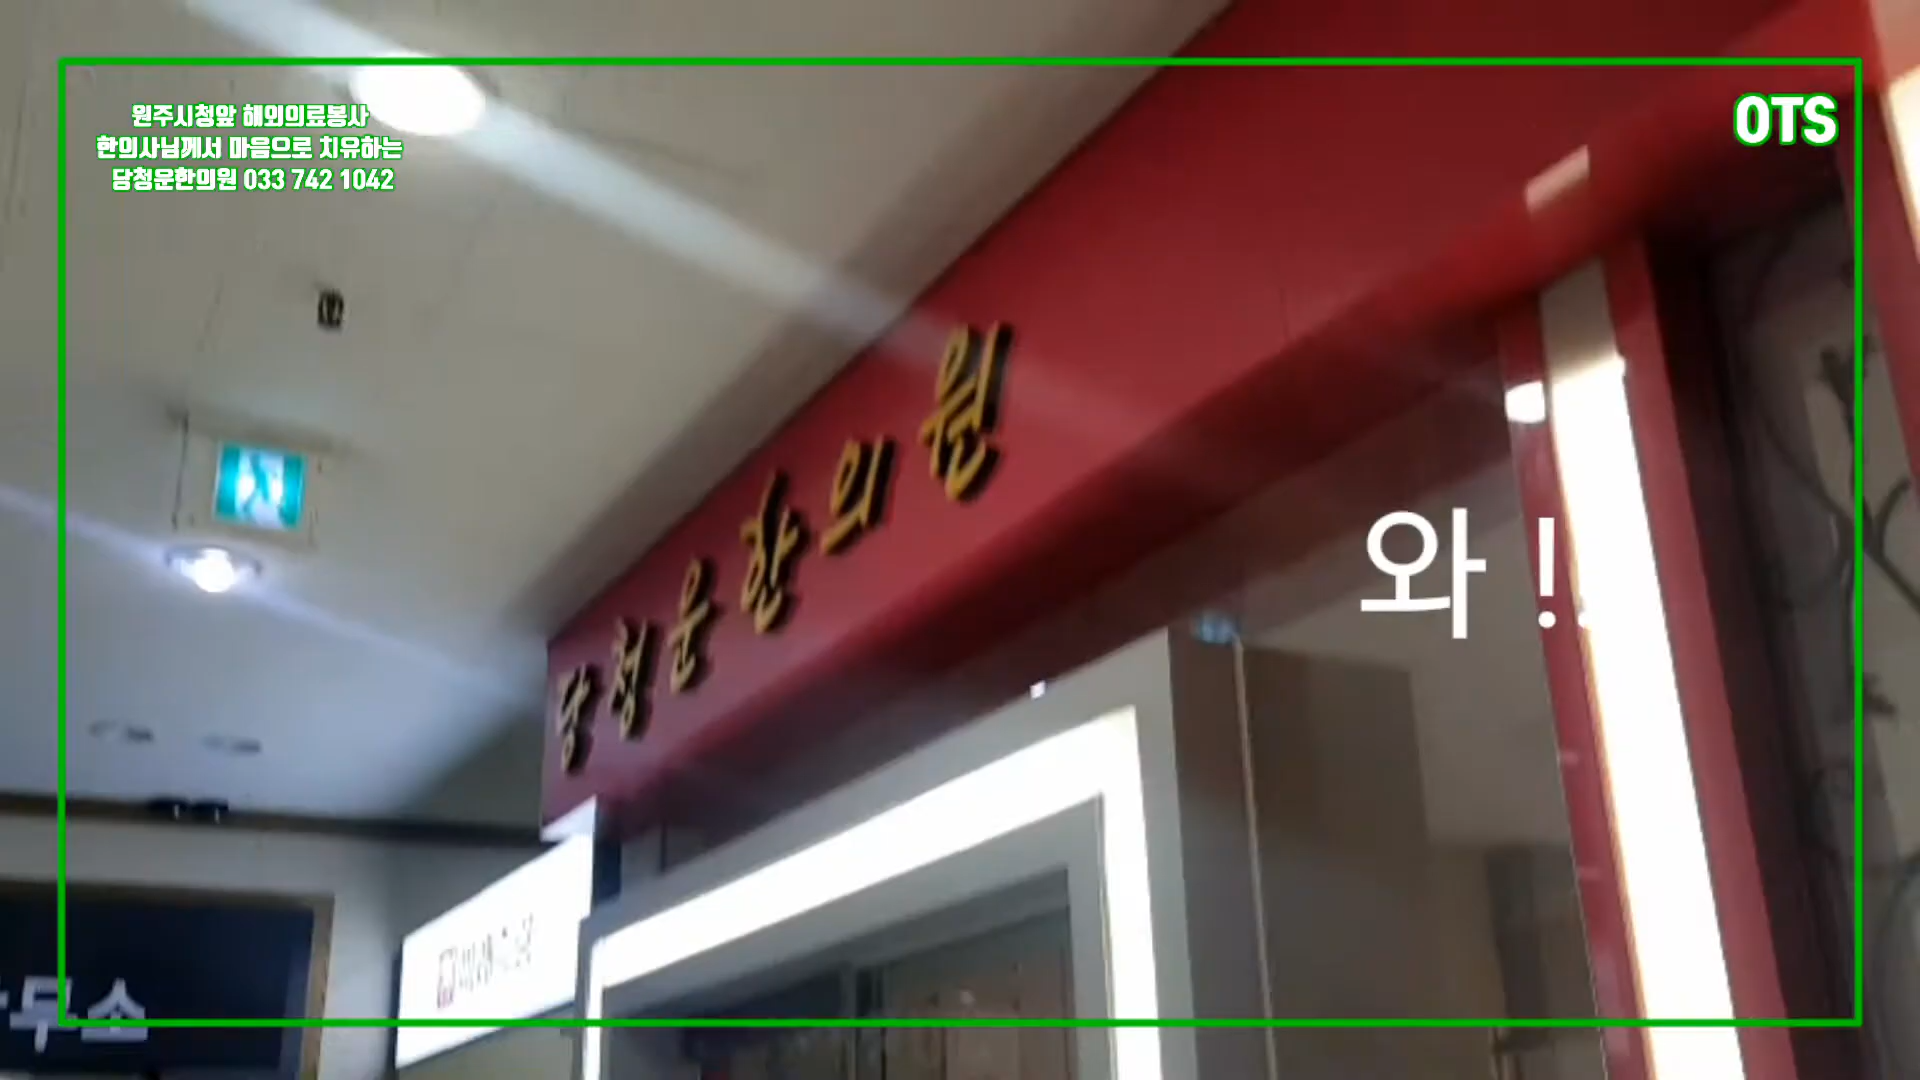 원주시청앞 해외의료봉사
한의사님께서 마음으로 치유하는
당청운한의원 033 742 1042
OTS
당청운한의원
와 !